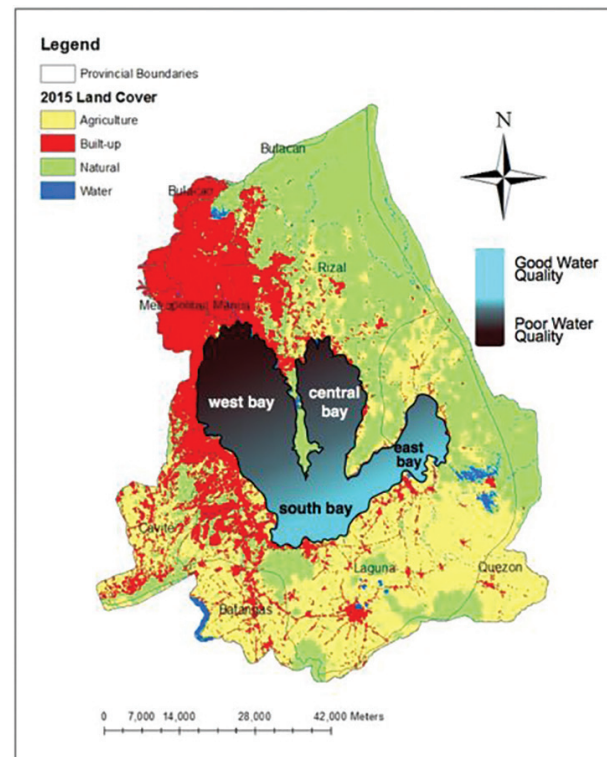 Legend
Provincial Boundaries
2015 Land Cover
Agriculture
Built-up
Natural
Water
N
Good Water
Quality
Poor Water
Quality
Bulacan
Bulacan
Rizal
Metropolitan Manila
west bay
central
bay
east
bay
south bay
Cavite
Laguna
Quezon
Batangas
0 7,000 14,000 28,000 42,000 Meters